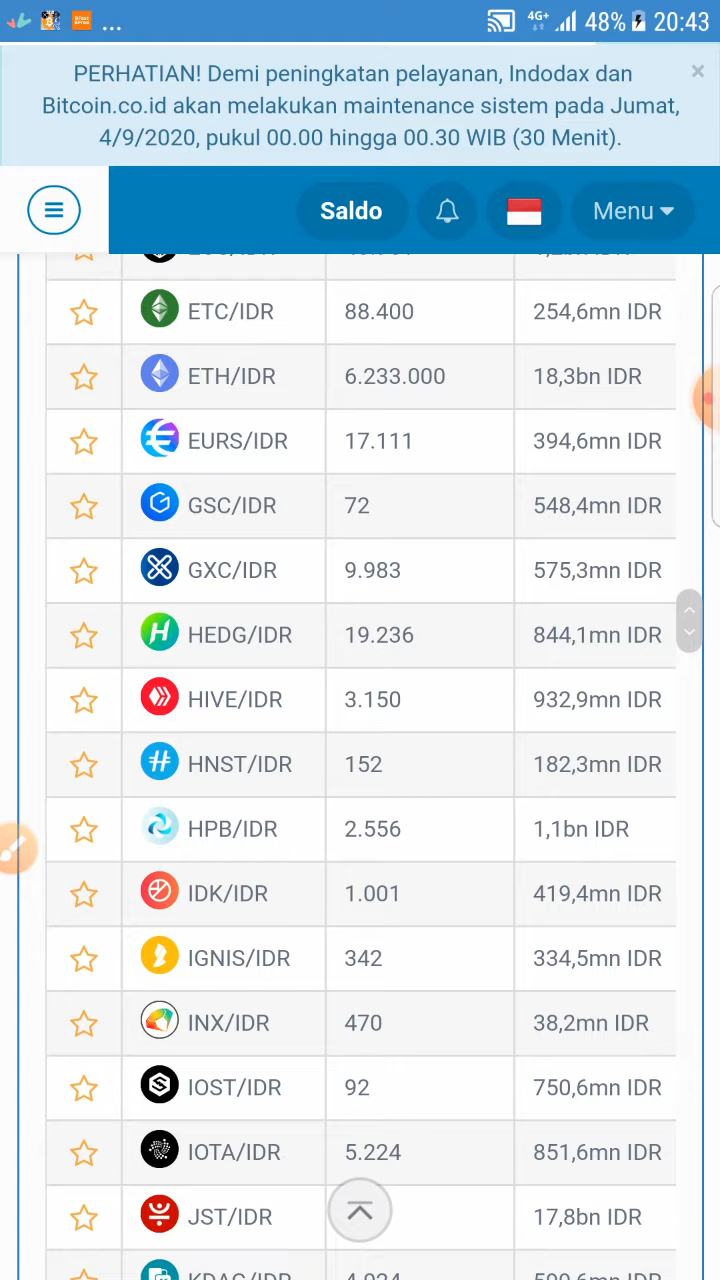 4G+ 48% 20:43
PERHATIAN! Demi peningkatan pelayanan, Indodax dan
Bitcoin.co.id akan melakukan maintenance sistem pada Jumat,
4/9/2020, pukul 00.00 hingga 00.30 WIB (30 Menit).
×
Saldo Menu
ETC/IDR 88.400 254,6mn IDR
ETH/IDR 6.233.000 18,3bn IDR
EURS/IDR 17.111 394,6mn IDR
GSC/IDR 72 548,4mn IDR
GXC/IDR 9.983 575,3mn IDR
HEDG/IDR 19.236 844,1mn IDR
HIVE/IDR 3.150 932,9mn IDR
HNST/IDR 152 182,3mn IDR
HPB/IDR 2.556 1,1bn IDR
IDK/IDR 1.001 419,4mn IDR
IGNIS/IDR 342 334,5mn IDR
INX/IDR 470 38,2mn IDR
IOST/IDR 92 750,6mn IDR
IOTA/IDR 5.224 851,6mn IDR
JST/IDR 17,8bn IDR